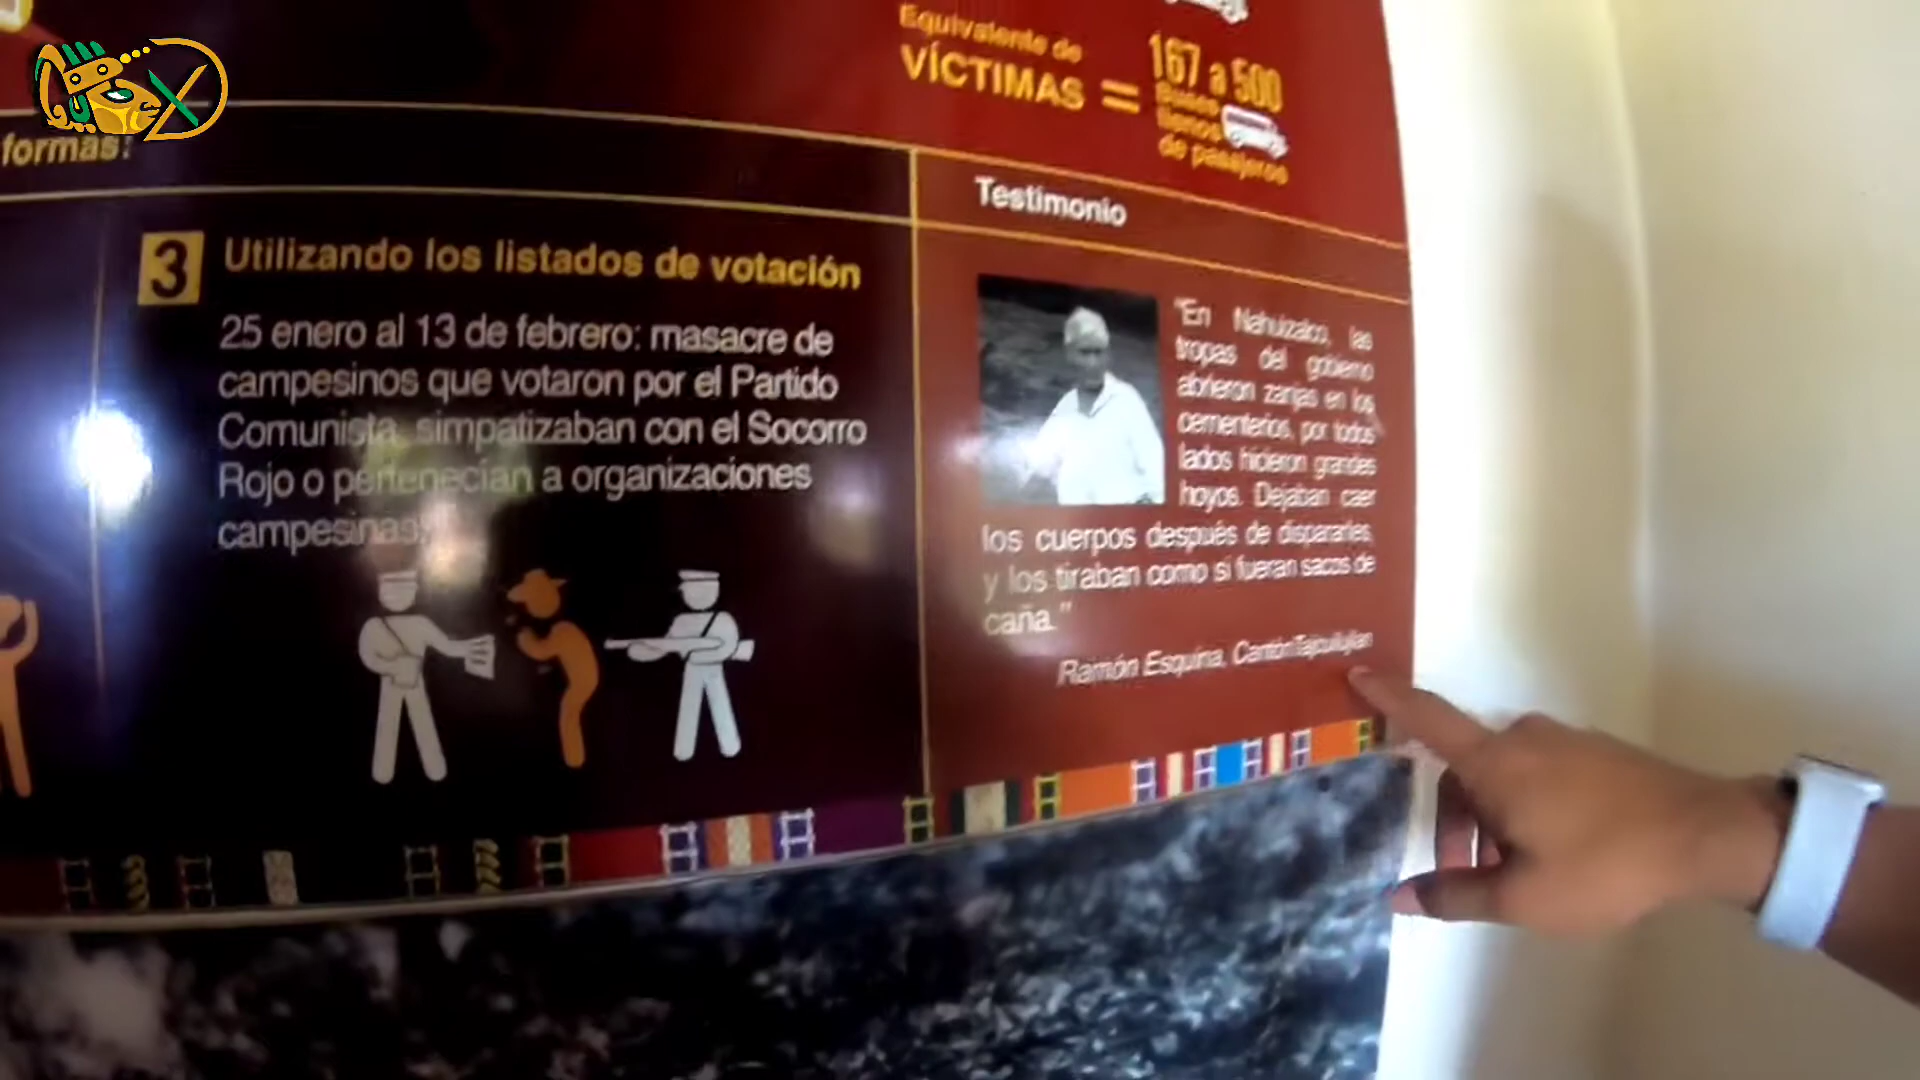 Equivalente de
VÍCTIMAS = 167 a 500
Buses
llenos
de pasajeros
formas:
3 Utilizando los listados de votación
25 enero al 13 de febrero: masacre de
campesinos que votaron por el Partido
Comunista, simpatizaban con el Socorro
Rojo o pertenecían a organizaciones
campesinas.
Testimonio
"En Nahuizalco, las
tropas del gobierno
abrieron zanjas en los
cementerios, por todos
lados hicieron grandes
hoyos. Dejaban caer
los cuerpos después de dispararles,
y los tiraban como si fueran sacos de
caña."
Ramón Esquina, Cantón